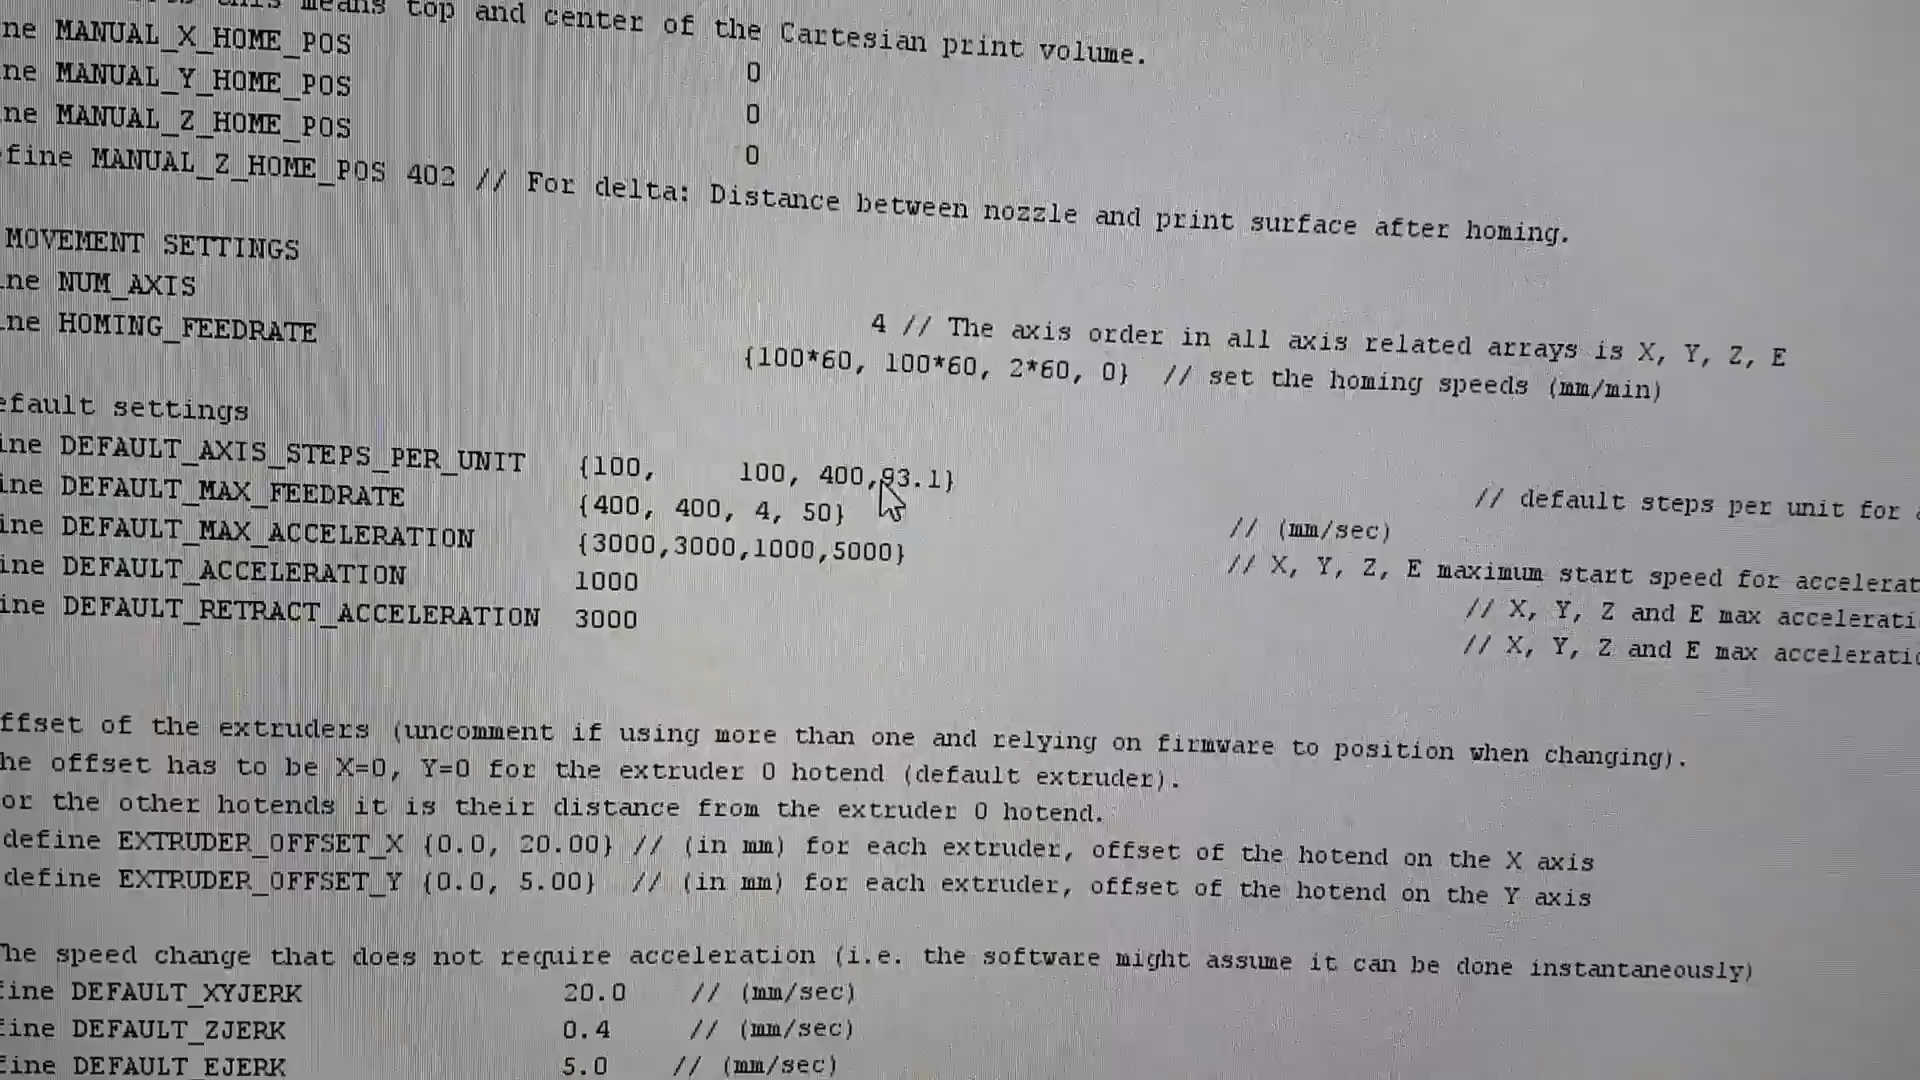 this means top and center of the Cartesian print volume.
ne MANUAL_X_HOME_POS 0
ne MANUAL_Y_HOME_POS 0
ne MANUAL_Z_HOME_POS 0
fine MANUAL_Z_HOME_POS 402 // For delta: Distance between nozzle and print surface after homing.
MOVEMENT SETTINGS
ne NUM_AXIS 4 // The axis order in all axis related arrays is X, Y, Z, E
ne HOMING_FEEDRATE {100*60, 100*60, 2*60, 0} // set the homing speeds (mm/min)
efault settings
ine DEFAULT_AXIS_STEPS_PER_UNIT {100, 100, 400,93.1} // default steps per unit for
ine DEFAULT_MAX_FEEDRATE {400, 400, 4, 50} // (mm/sec)
ine DEFAULT_MAX_ACCELERATION {3000,3000,1000,5000} // X, Y, Z, E maximum start speed for accelerat
ine DEFAULT_ACCELERATION 1000 // X, Y, Z and E max accelerati
ine DEFAULT_RETRACT_ACCELERATION 3000 // X, Y, Z and E max acceleratio
ffset of the extruders (uncomment if using more than one and relying on firmware to position when changing).
he offset has to be X=0, Y=0 for the extruder 0 hotend (default extruder).
or the other hotends it is their distance from the extruder 0 hotend.
define EXTRUDER_OFFSET_X {0.0, 20.00} // (in mm) for each extruder, offset of the hotend on the X axis
define EXTRUDER_OFFSET_Y {0.0, 5.00} // (in mm) for each extruder, offset of the hotend on the Y axis
The speed change that does not require acceleration (i.e. the software might assume it can be done instantaneously)
fine DEFAULT_XYJERK 20.0 // (mm/sec)
fine DEFAULT_ZJERK 0.4 // (mm/sec)
fine DEFAULT_EJERK 5.0 // (mm/sec)